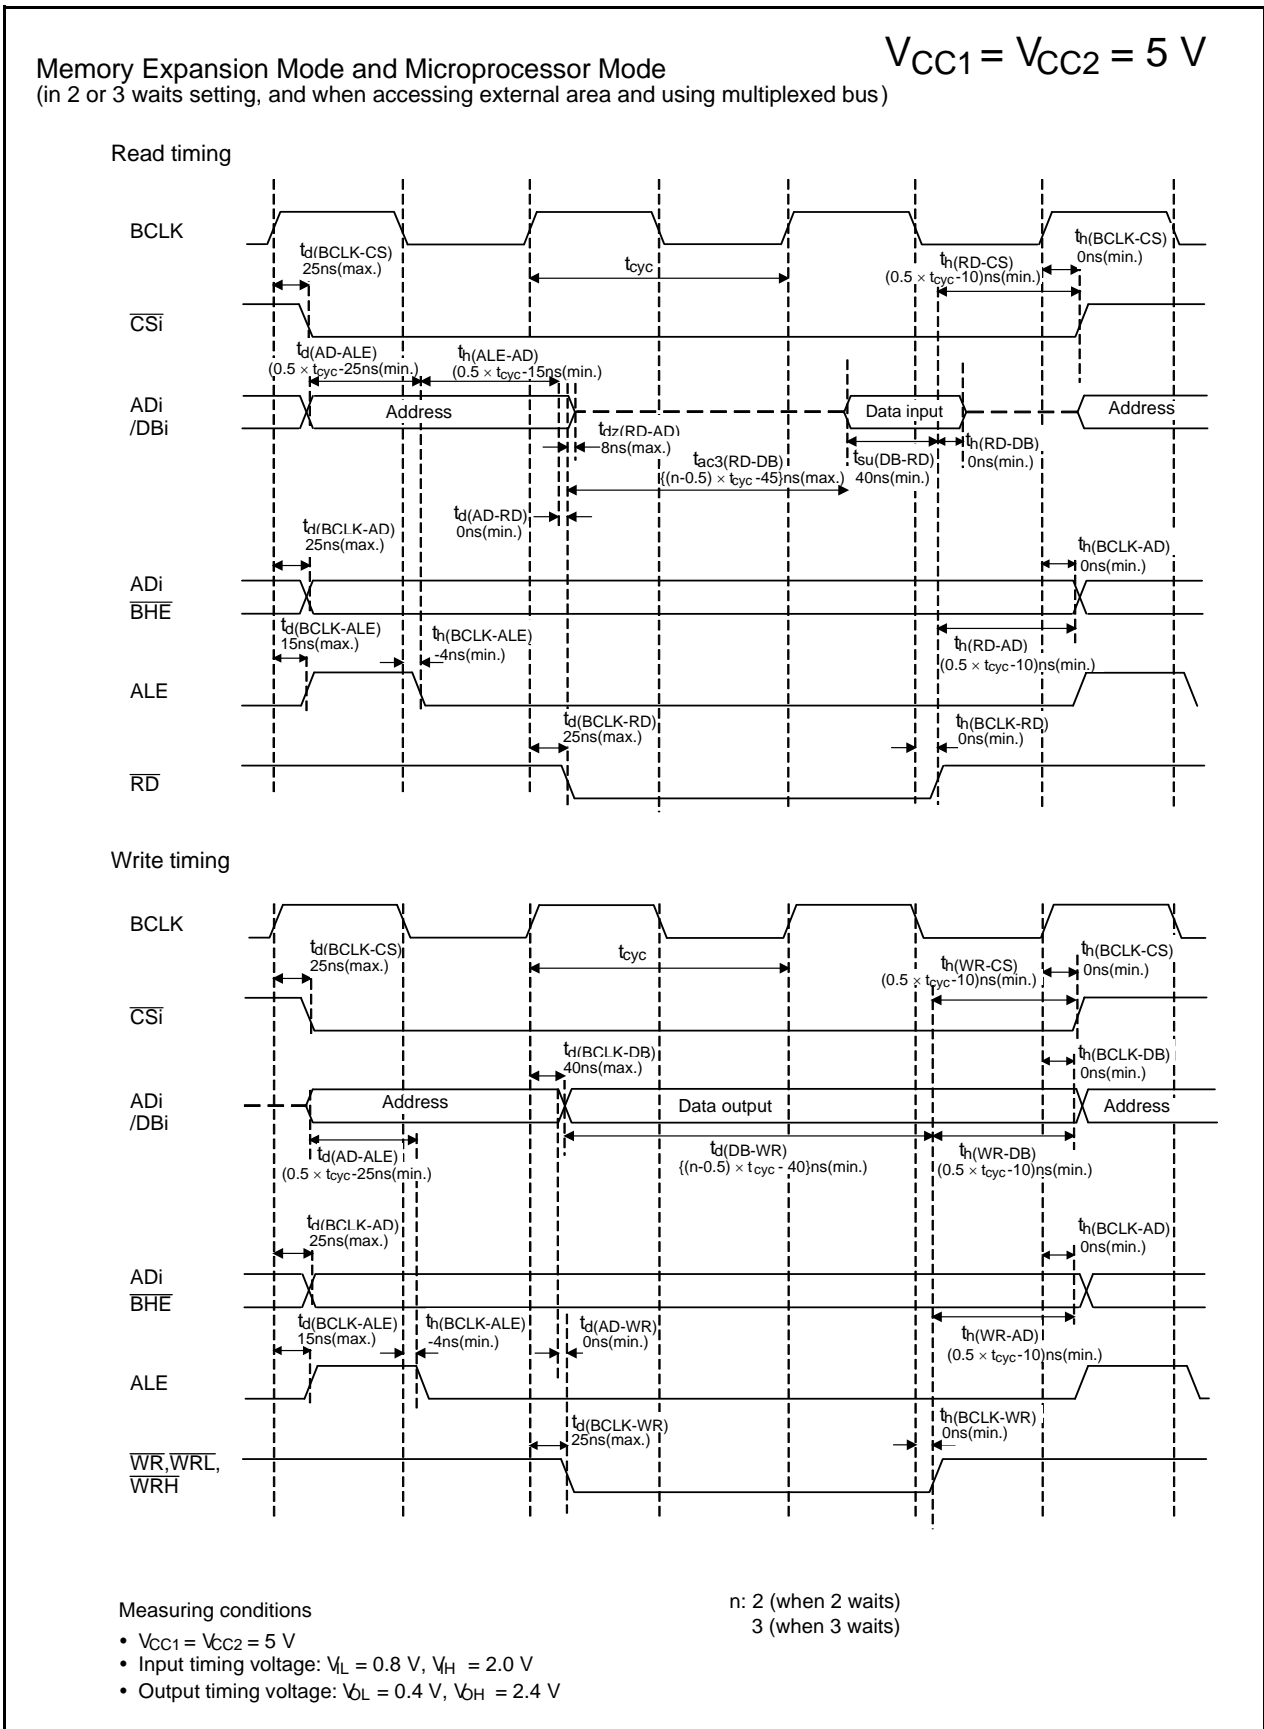 VCC1 = VCC2 = 5 V
Memory Expansion Mode and Microprocessor Mode
(in 2 or 3 waits setting, and when accessing external area and using multiplexed bus)
Read timing
BCLK
td(BCLK-CS)
25ns(max.)
tcyc
th(RD-CS)
(0.5 × tcyc-10)ns(min.)
th(BCLK-CS)
0ns(min.)
CSi
td(AD-ALE)
(0.5 × tcyc-25ns(min.)
th(ALE-AD)
(0.5 × tcyc-15ns(min.)
ADi
/DBi
Address
Data input
Address
tdz(RD-AD)
8ns(max.)
tac3(RD-DB)
{(n-0.5) × tcyc -45}ns(max.)
tsu(DB-RD)
40ns(min.)
th(RD-DB)
0ns(min.)
td(AD-RD)
0ns(min.)
td(BCLK-AD)
25ns(max.)
th(BCLK-AD)
0ns(min.)
ADi
BHE
td(BCLK-ALE)
15ns(max.)
th(BCLK-ALE)
-4ns(min.)
th(RD-AD)
(0.5 × tcyc-10)ns(min.)
ALE
td(BCLK-RD)
25ns(max.)
th(BCLK-RD)
0ns(min.)
RD
Write timing
BCLK
td(BCLK-CS)
25ns(max.)
tcyc
th(WR-CS)
(0.5 × tcyc-10)ns(min.)
th(BCLK-CS)
0ns(min.)
CSi
td(BCLK-DB)
40ns(max.)
th(BCLK-DB)
0ns(min.)
ADi
/DBi
Address
Data output
Address
td(AD-ALE)
(0.5 × tcyc-25ns(min.)
td(DB-WR)
{(n-0.5) × tcyc - 40}ns(min.)
th(WR-DB)
(0.5 × tcyc-10)ns(min.)
td(BCLK-AD)
25ns(max.)
th(BCLK-AD)
0ns(min.)
ADi
BHE
td(BCLK-ALE)
15ns(max.)
th(BCLK-ALE)
-4ns(min.)
td(AD-WR)
0ns(min.)
th(WR-AD)
(0.5 × tcyc-10)ns(min.)
ALE
td(BCLK-WR)
25ns(max.)
th(BCLK-WR)
0ns(min.)
WR,WRL,
WRH
Measuring conditions
• VCC1 = VCC2 = 5 V
• Input timing voltage: VIL = 0.8 V, VIH = 2.0 V
• Output timing voltage: VOL = 0.4 V, VOH = 2.4 V
n: 2 (when 2 waits)
3 (when 3 waits)